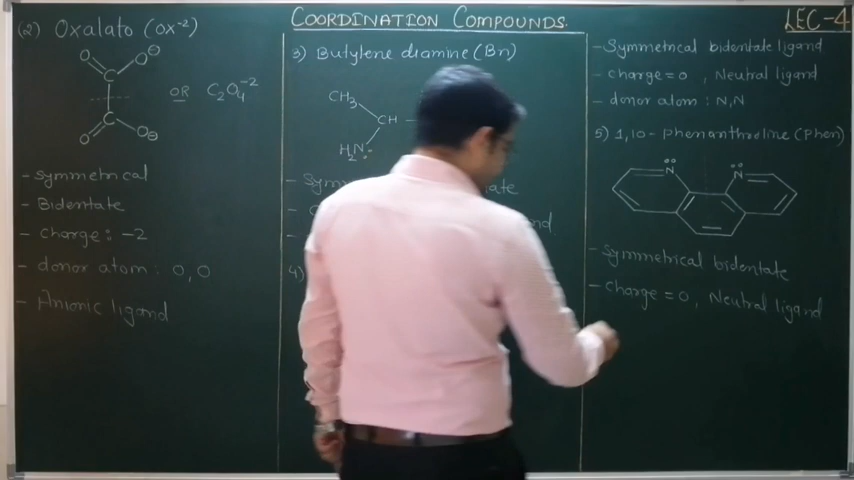 COORDINATION COMPOUNDS.
LEC-4
(2) Oxalato (ox⁻²)
O O⊖
C
OR C₂O₄⁻²
C
O O⊖
- Symmetrical
- Bidentate
- charge : -2
- donor atom : O, O
- Anionic ligand
3) Butylene diamine (Bn)
CH₃
CH -
H₂N:
- Symm
4)
- Symmetrical bidentate ligand
- charge = 0 , Neutral ligand
- donor atom : N,N
5) 1,10 - Phenanthroline (Phen)
N N
- Symmetrical bidentate
- charge = 0 , Neutral ligand